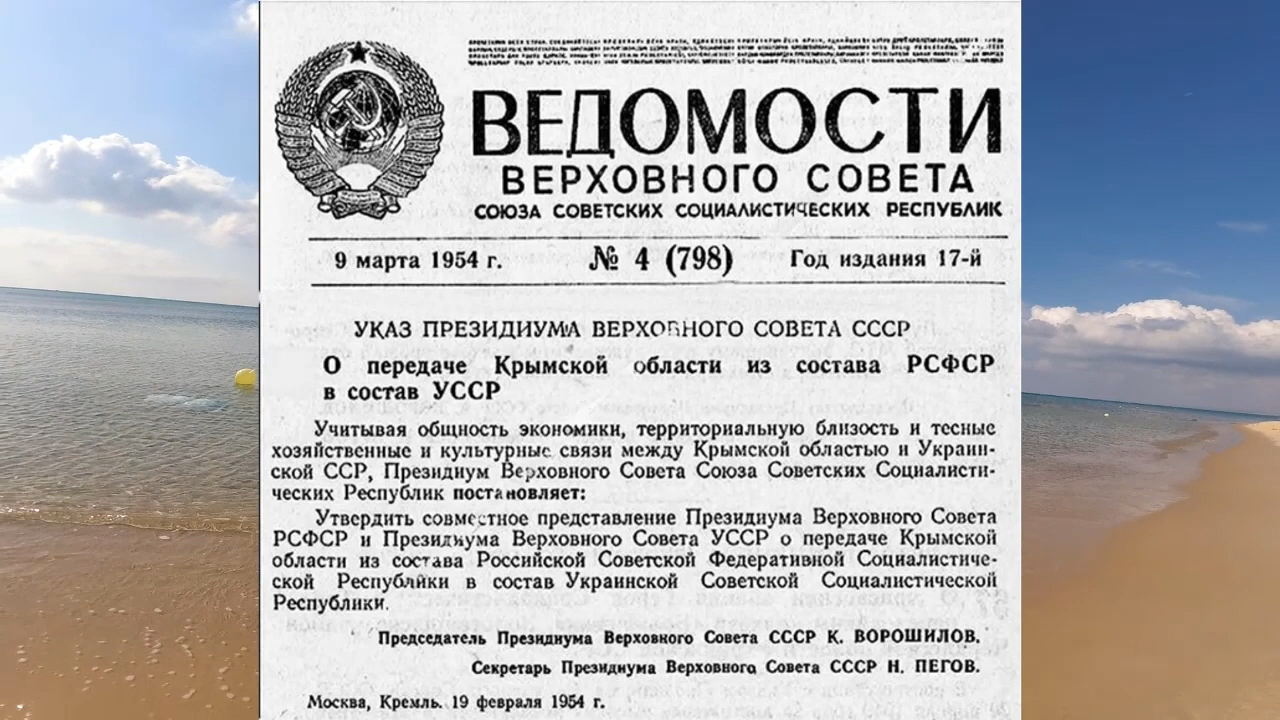 ВЕДОМОСТИ
ВЕРХОВНОГО СОВЕТА
СОЮЗА СОВЕТСКИХ СОЦИАЛИСТИЧЕСКИХ РЕСПУБЛИК
9 марта 1954 г. № 4 (798) Год издания 17-й
УКАЗ ПРЕЗИДИУМА ВЕРХОВНОГО СОВЕТА СССР
О передаче Крымской области из состава РСФСР
в состав УССР
Учитывая общность экономики, территориальную близость и тесные
хозяйственные и культурные связи между Крымской областью и Украин-
ской ССР, Президиум Верховного Совета Союза Советских Социалисти-
ческих Республик постановляет:
Утвердить совместное представление Президиума Верховного Совета
РСФСР и Президиума Верховного Совета УССР о передаче Крымской
области из состава Российской Советской Федеративной Социалистиче-
ской Республики в состав Украинской Советской Социалистической
Республики.
Председатель Президиума Верховного Совета СССР К. ВОРОШИЛОВ.
Секретарь Президиума Верховного Совета СССР Н. ПЕГОВ.
Москва, Кремль. 19 февраля 1954 г.